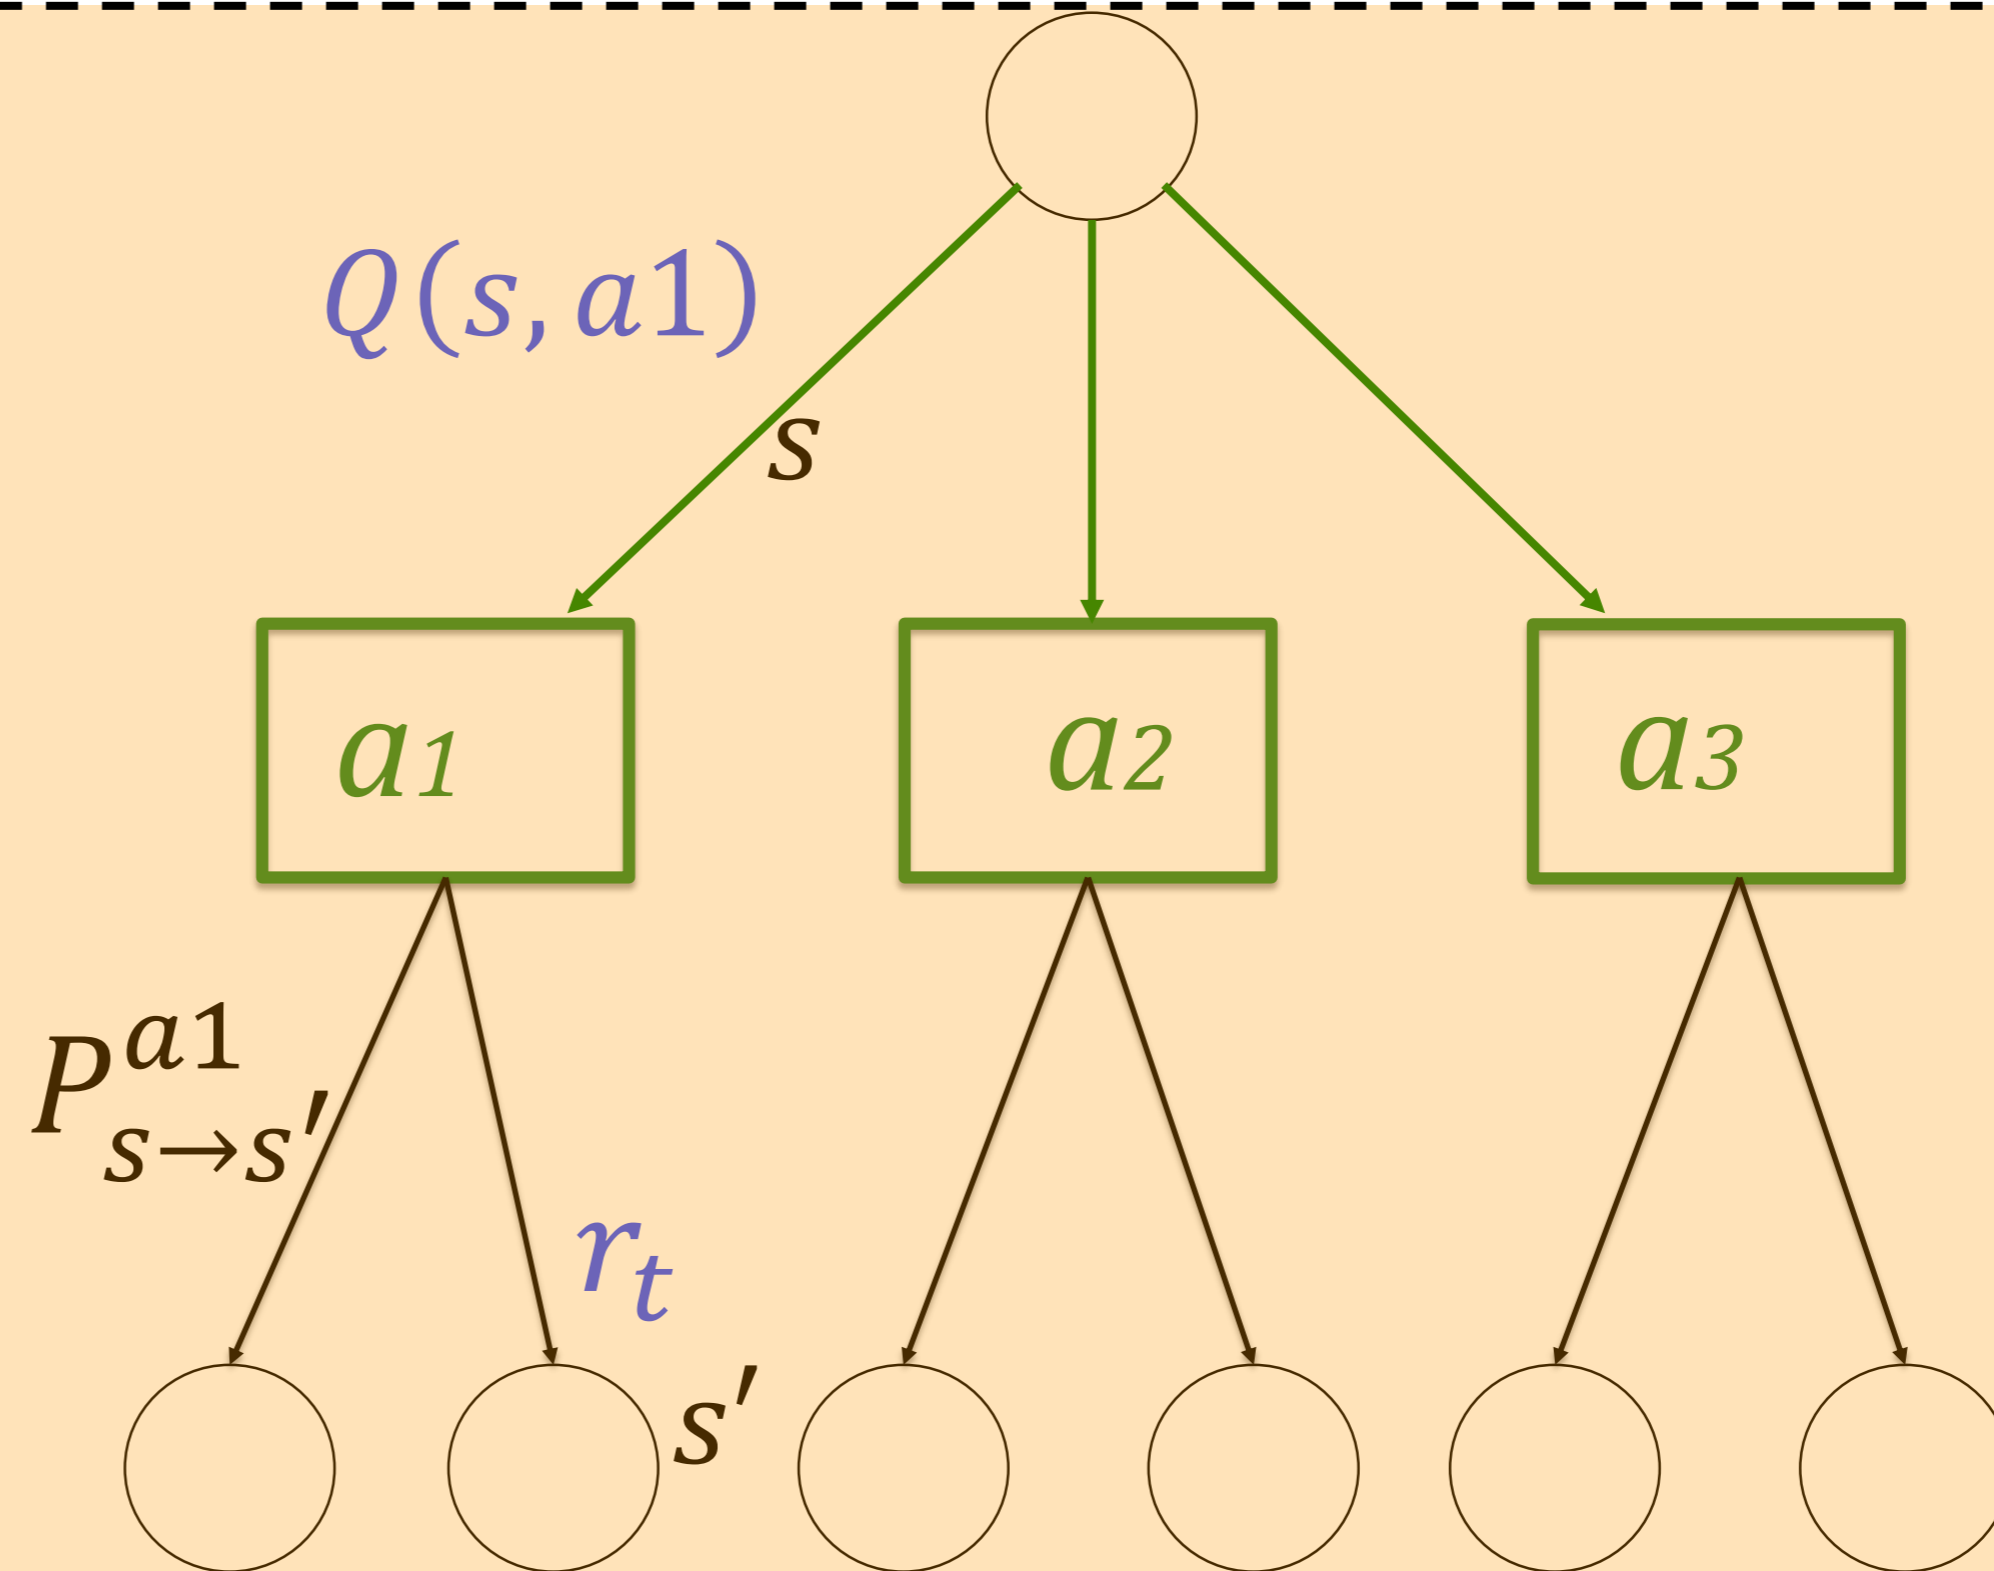 Q(s, a1)
s
a1
a2
a3
P^{a1}_{s→s′}
r_t
s′